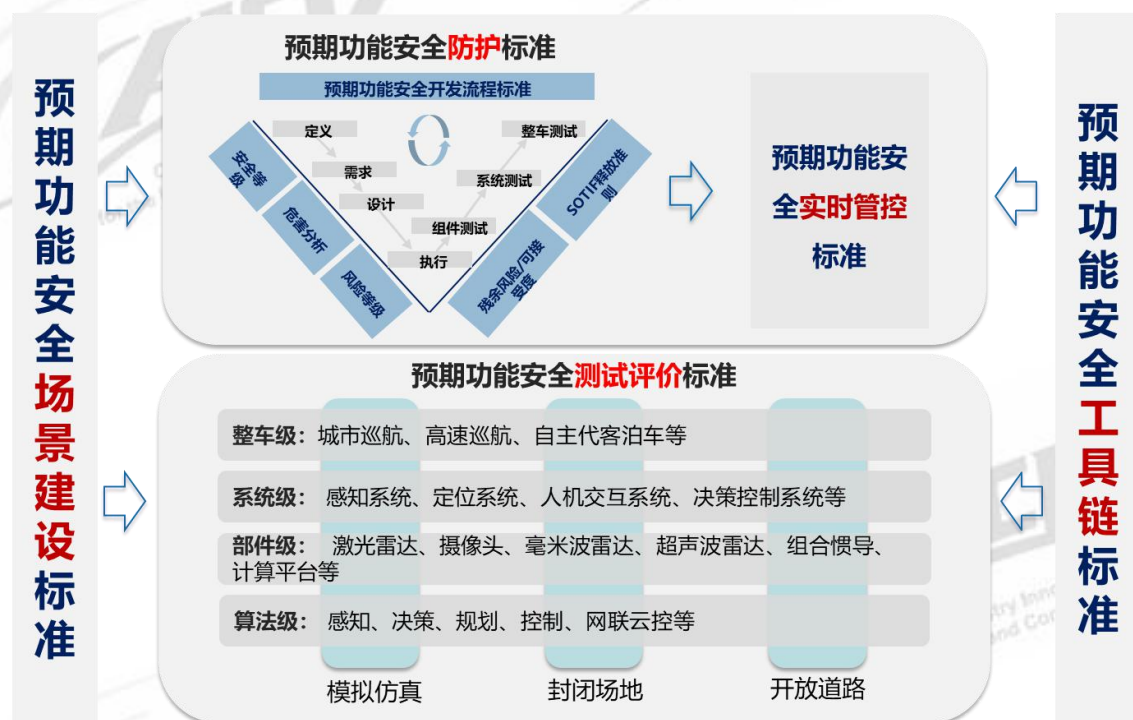 预期功能安全场景建设标准
预期功能安全防护标准
预期功能安全开发流程标准
定义
整车测试
需求
系统测试
设计
组件测试
执行
安全等
级
危害分析
风险等级
SOTIF释放准
则
残余风险/可接
受度
预期功能安
全实时管控
标准
预期功能安全测试评价标准
整车级：城市巡航、高速巡航、自主代客泊车等
系统级： 感知系统、定位系统、人机交互系统、决策控制系统等
部件级： 激光雷达、摄像头、毫米波雷达、超声波雷达、组合惯导、
计算平台等
算法级： 感知、决策、规划、控制、网联云控等
模拟仿真
封闭场地
开放道路
预期功能安全工具链标准